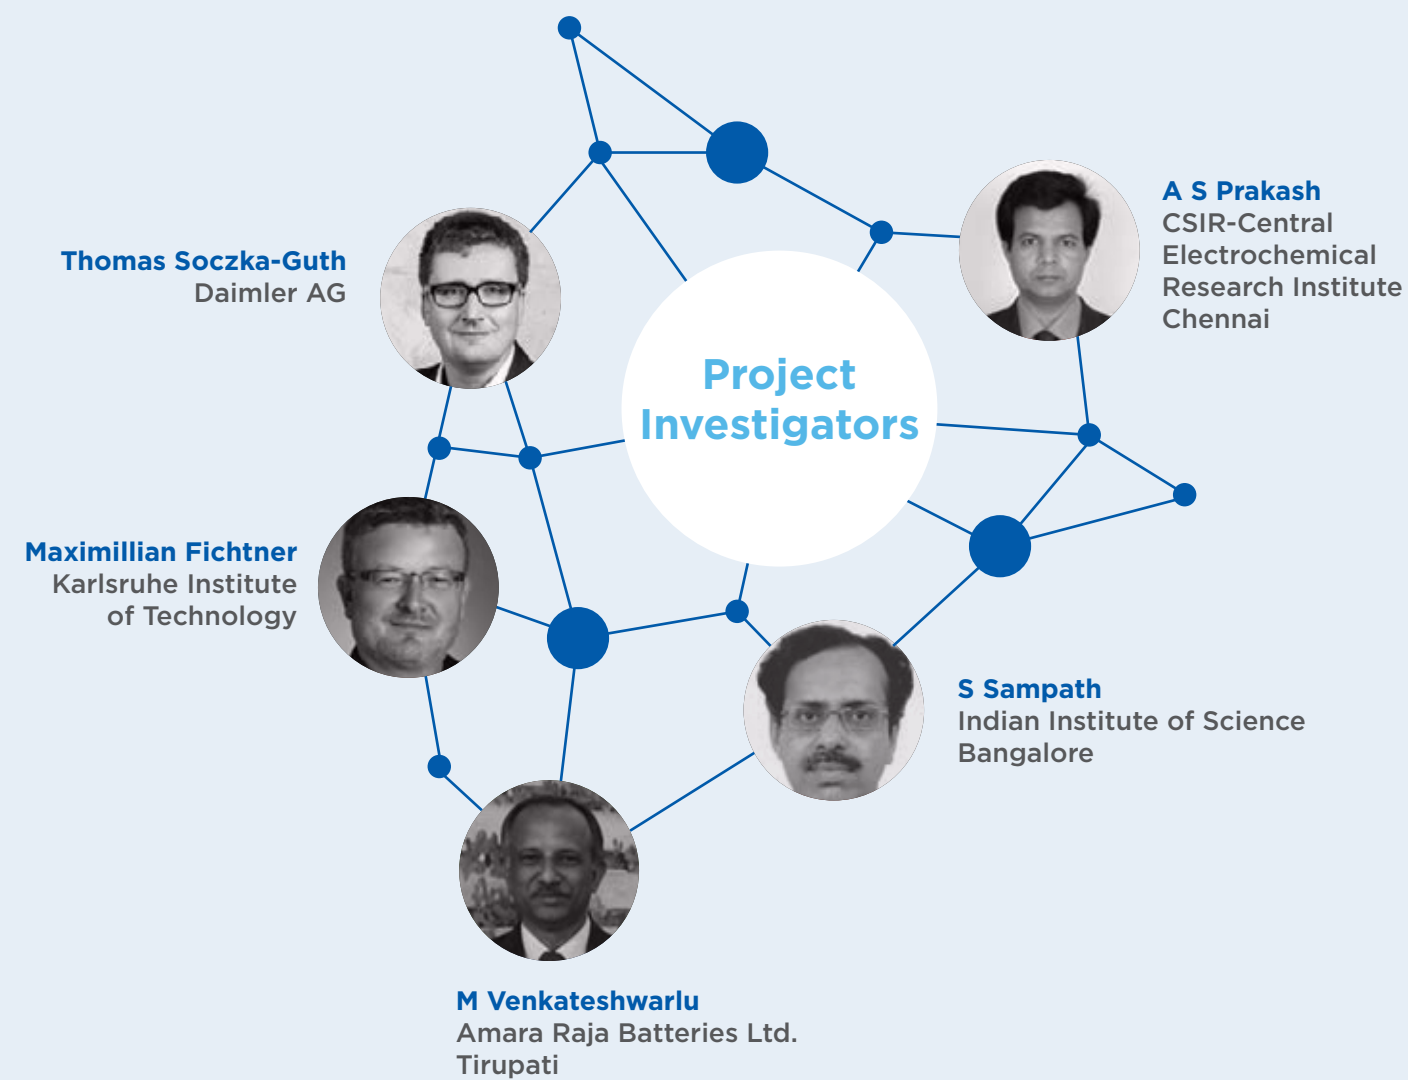 A S Prakash
CSIR-Central
Electrochemical
Research Institute
Chennai
Thomas Soczka-Guth
Daimler AG
Project
Investigators
Maximillian Fichtner
Karlsruhe Institute
of Technology
S Sampath
Indian Institute of Science
Bangalore
M Venkateshwarlu
Amara Raja Batteries Ltd.
Tirupati